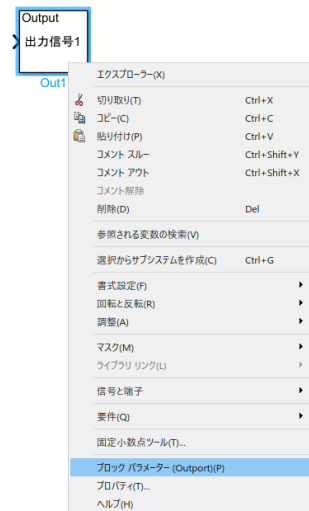 Output
出力信号1
Out1
エクスプローラー(X)
切り取り(T) Ctrl+X
コピー(C) Ctrl+C
貼り付け(P) Ctrl+V
コメント スルー Ctrl+Shift+Y
コメント アウト Ctrl+Shift+X
コメント解除
削除(D) Del
参照される変数の検索(V)
選択からサブシステムを作成(C) Ctrl+G
書式設定(F)
回転と反転(R)
調整(A)
マスク(M)
ライブラリ リンク(L)
信号と端子
要件(Q)
固定小数点ツール(T)...
ブロック パラメーター (Outport)(P)
プロパティ(T)...
ヘルプ(H)